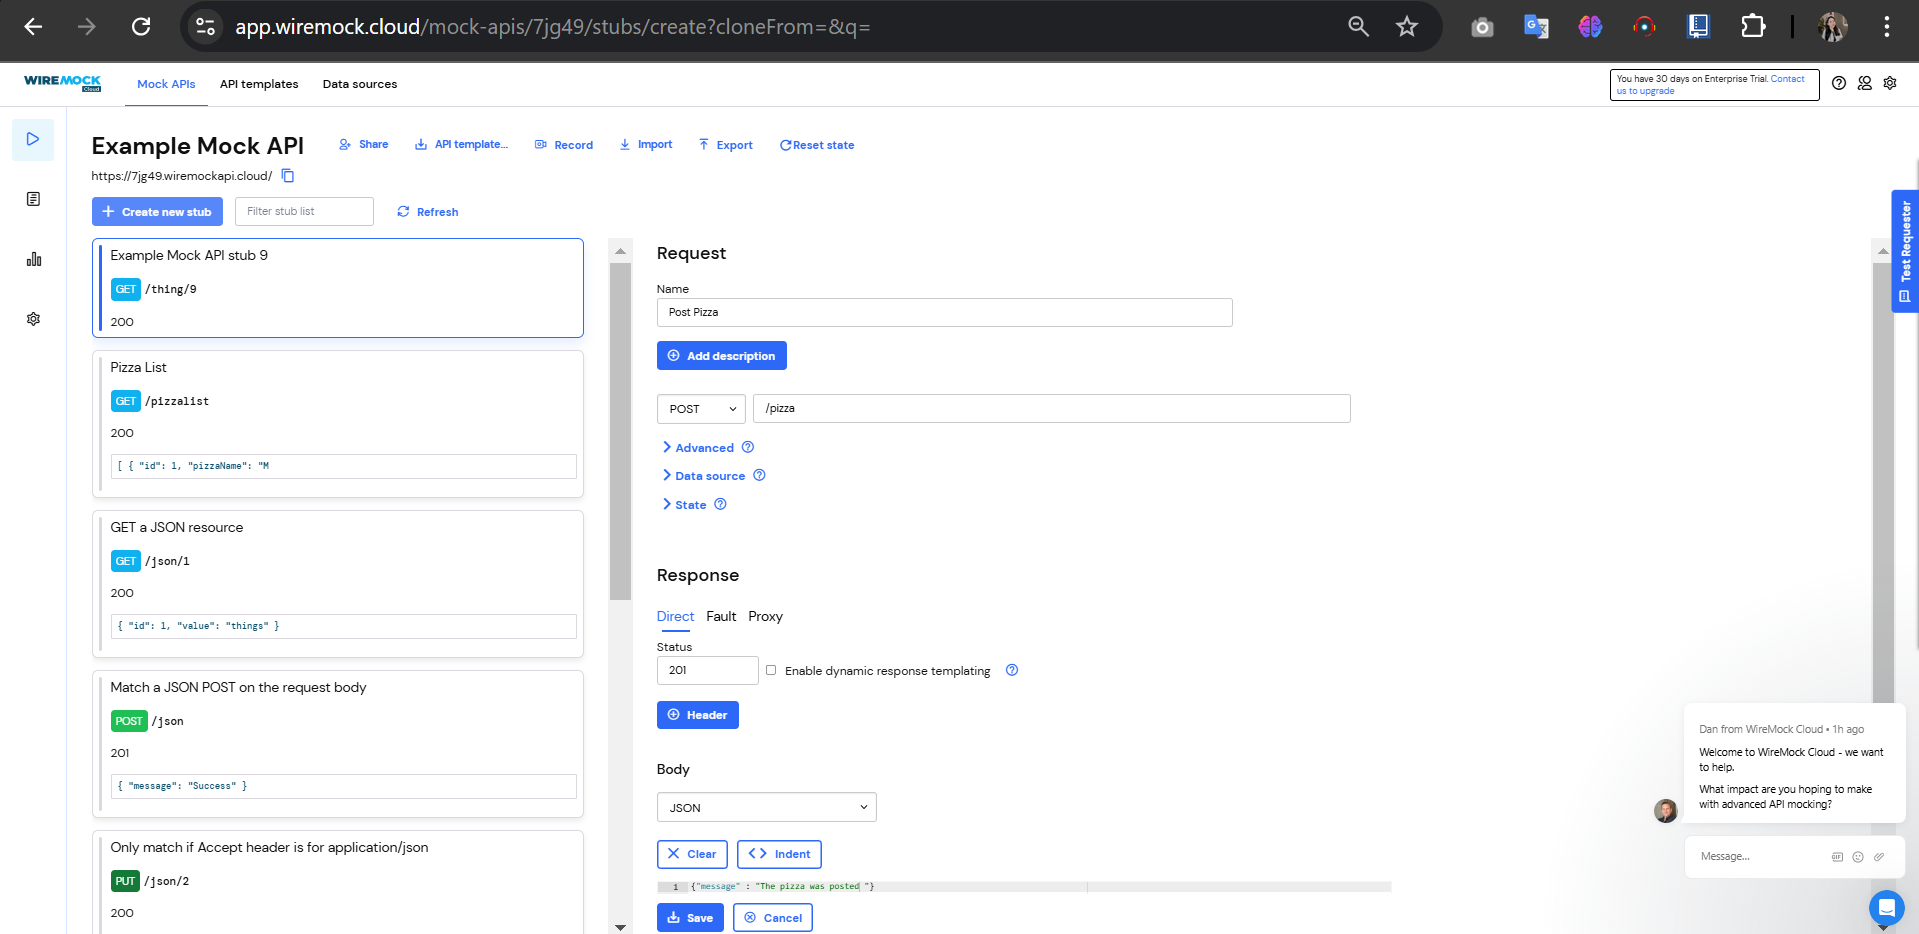 app.wiremock.cloud/mock-apis/7jg49/stubs/create?cloneFrom=&q=
WIREMOCK
Cloud
Mock APIs
API templates
Data sources
You have 30 days on Enterprise Trial. Contact
us to upgrade
Example Mock API
Share
API template...
Record
Import
Export
Reset state
https://7jg49.wiremockapi.cloud/
Create new stub
Filter stub list
Refresh
Example Mock API stub 9
GET /thing/9
200
Pizza List
GET /pizzalist
200
[ { "id": 1, "pizzaName": "M
GET a JSON resource
GET /json/1
200
{ "id": 1, "value": "things" }
Match a JSON POST on the request body
POST /json
201
{ "message": "Success" }
Only match if Accept header is for application/json
PUT /json/2
200
Request
Name
Post Pizza
Add description
POST
/pizza
Advanced
Data source
State
Response
Direct
Fault
Proxy
Status
201
Enable dynamic response templating
Header
Body
JSON
Clear
Indent
1 {"message" : "The pizza was posted "}
Save
Cancel
Test Requester
Dan from WireMock Cloud • 1h ago
Welcome to WireMock Cloud - we want
to help.
What impact are you hoping to make
with advanced API mocking?
Message...
GIF